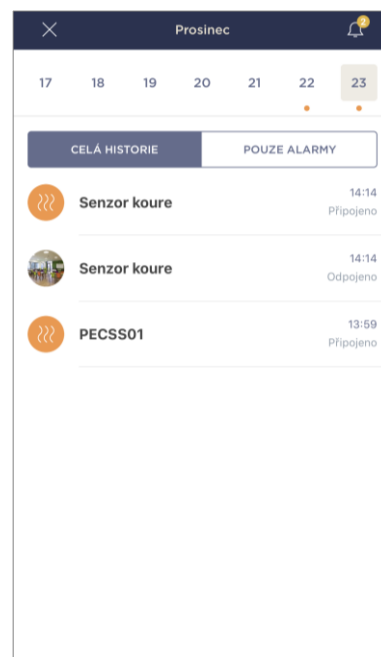 Prosinec
2
17 18 19 20 21 22 23
CELÁ HISTORIE POUZE ALARMY
14:14
Senzor koure
Připojeno
14:14
Senzor koure
Odpojeno
13:59
PECSS01
Připojeno